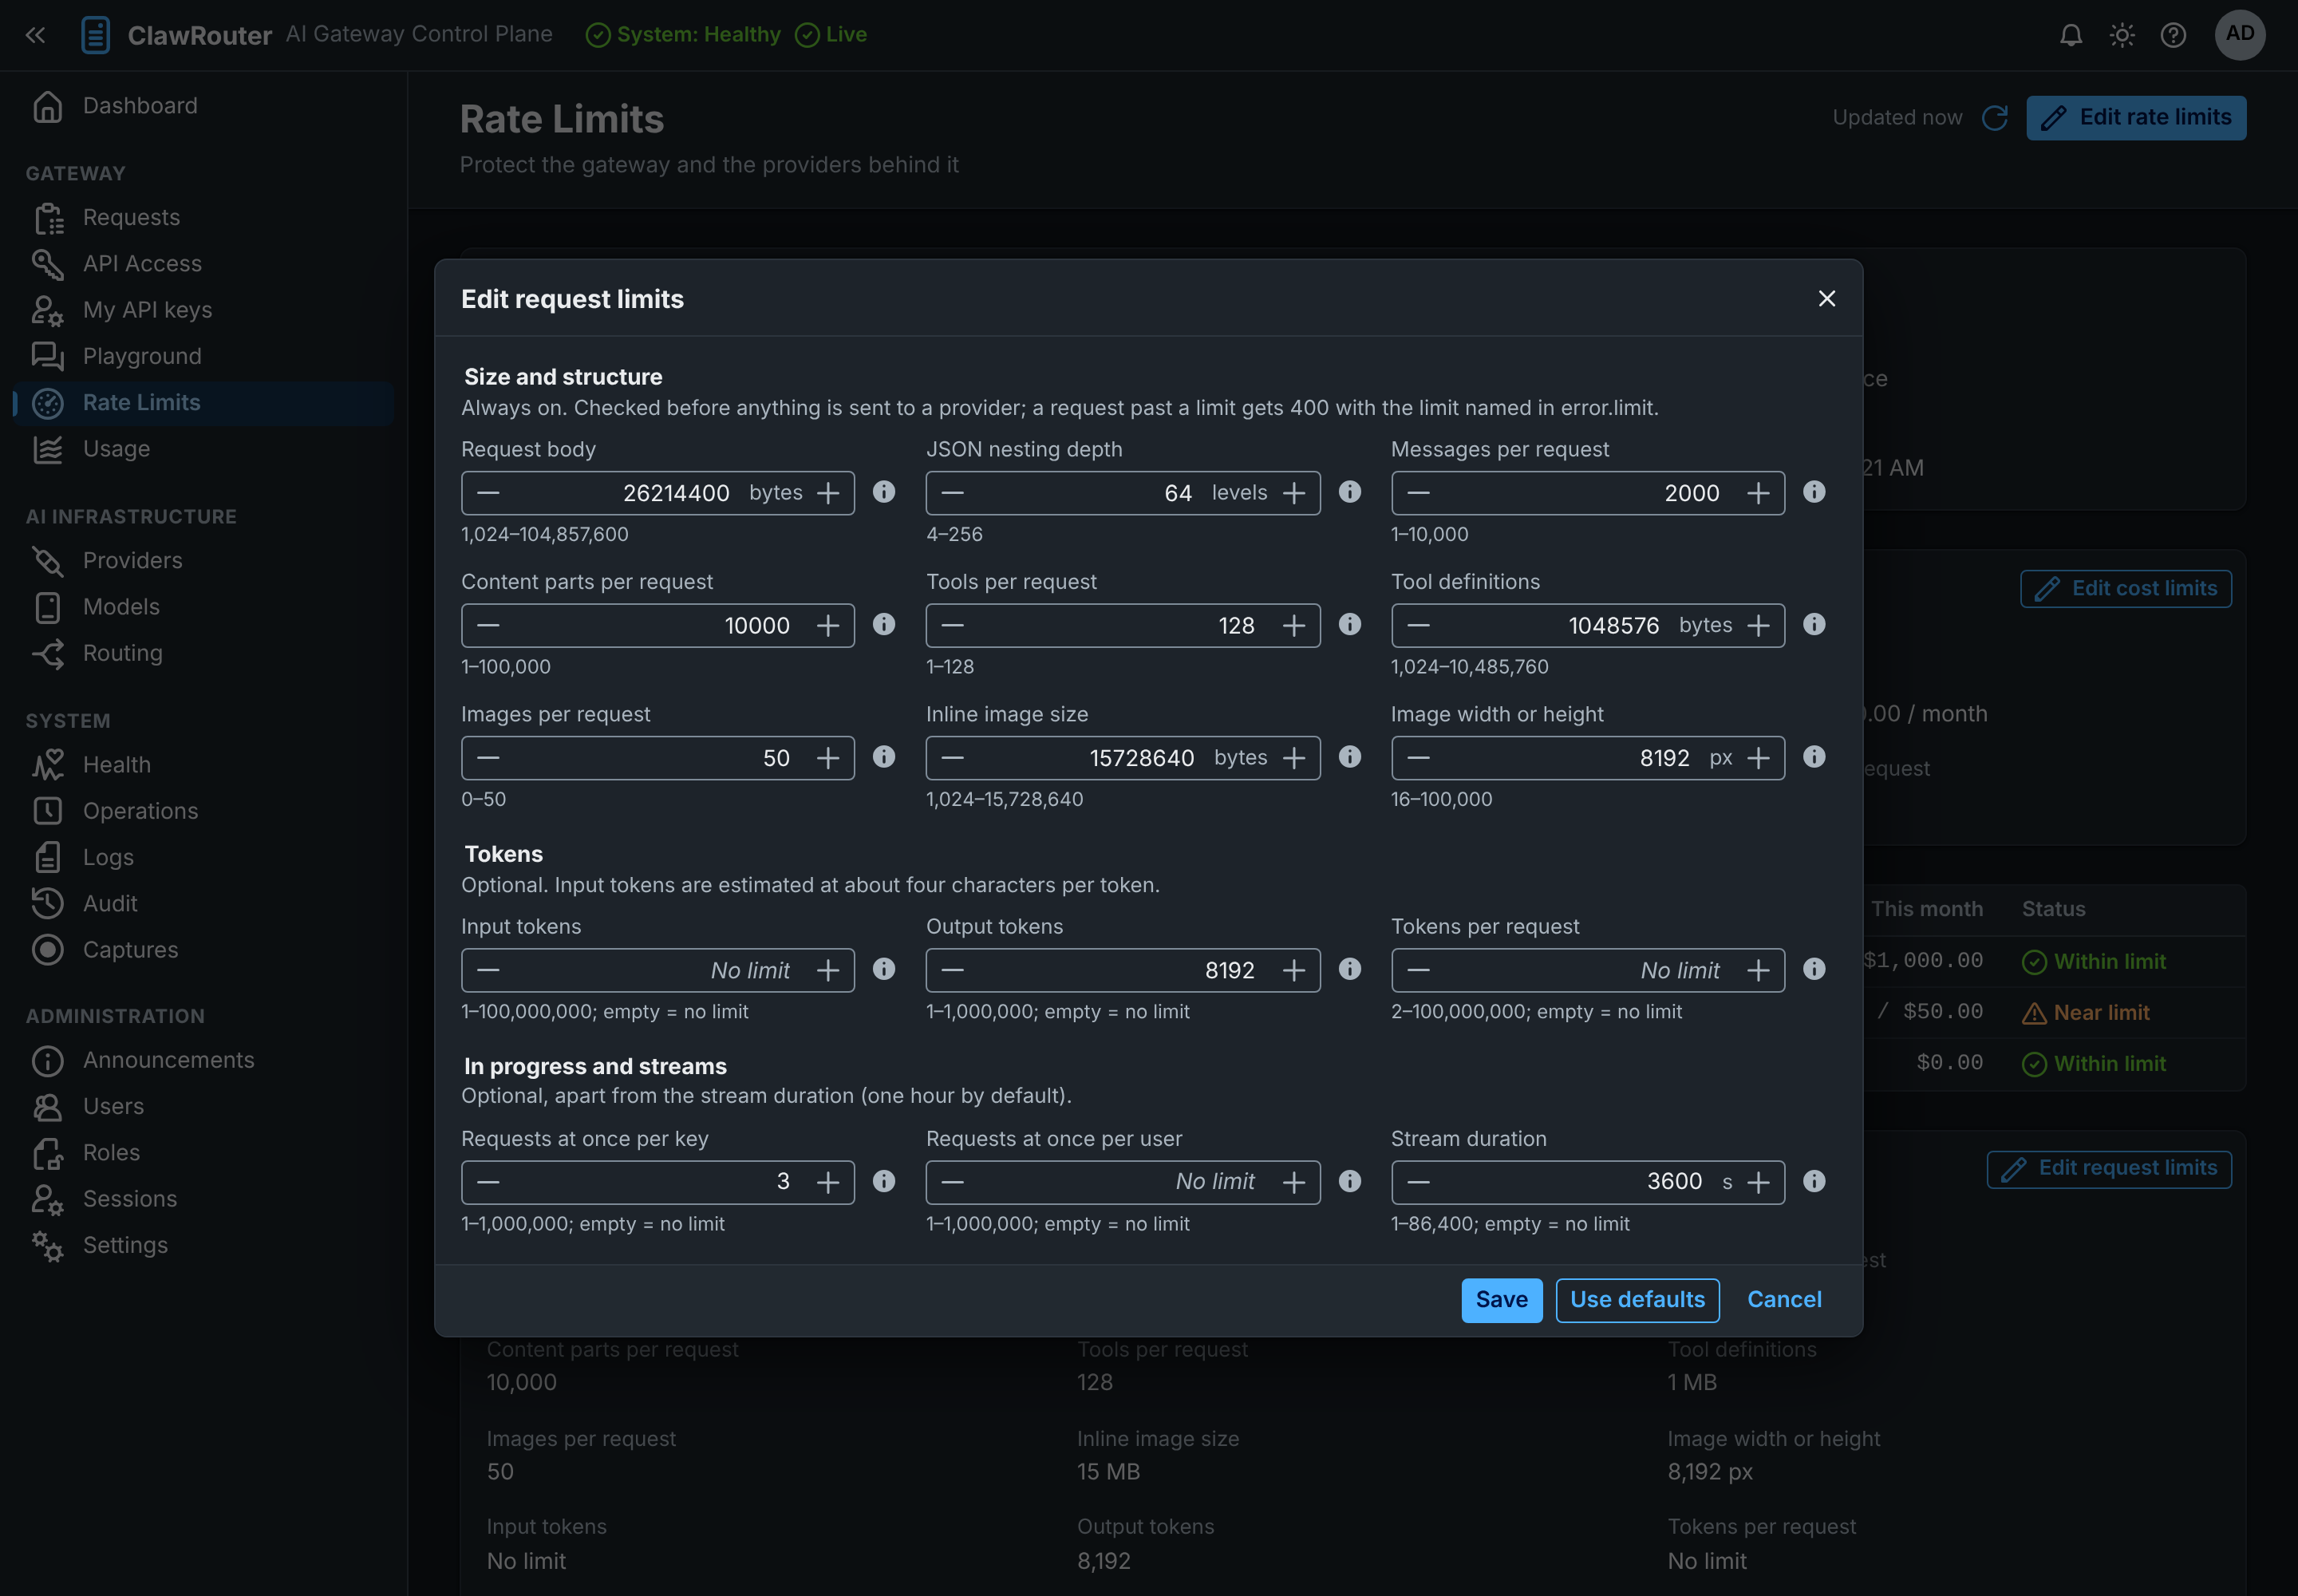 ClawRouter AI Gateway Control Plane System: Healthy Live AD
Dashboard
GATEWAY
Requests
API Access
My API keys
Playground
Rate Limits
Usage
AI INFRASTRUCTURE
Providers
Models
Routing
SYSTEM
Health
Operations
Logs
Audit
Captures
ADMINISTRATION
Announcements
Users
Roles
Sessions
Settings
Rate Limits
Protect the gateway and the providers behind it
Updated now Edit rate limits
Edit request limits
Size and structure
Always on. Checked before anything is sent to a provider; a request past a limit gets 400 with the limit named in error.limit.
Request body JSON nesting depth Messages per request
26214400 bytes 64 levels 2000
1,024–104,857,600 4–256 1–10,000
Content parts per request Tools per request Tool definitions
10000 128 1048576 bytes
1–100,000 1–128 1,024–10,485,760
Images per request Inline image size Image width or height
50 15728640 bytes 8192 px
0–50 1,024–15,728,640 16–100,000
Tokens
Optional. Input tokens are estimated at about four characters per token.
Input tokens Output tokens Tokens per request
No limit 8192 No limit
1–100,000,000; empty = no limit 1–1,000,000; empty = no limit 2–100,000,000; empty = no limit
In progress and streams
Optional, apart from the stream duration (one hour by default).
Requests at once per key Requests at once per user Stream duration
3 No limit 3600 s
1–1,000,000; empty = no limit 1–1,000,000; empty = no limit 1–86,400; empty = no limit
Save Use defaults Cancel
21 AM
Edit cost limits
.00 / month
This month Status
$1,000.00 Within limit
/ $50.00 Near limit
$0.00 Within limit
Edit request limits
Content parts per request Tools per request Tool definitions
10,000 128 1 MB
Images per request Inline image size Image width or height
50 15 MB 8,192 px
Input tokens Output tokens Tokens per request
No limit 8,192 No limit